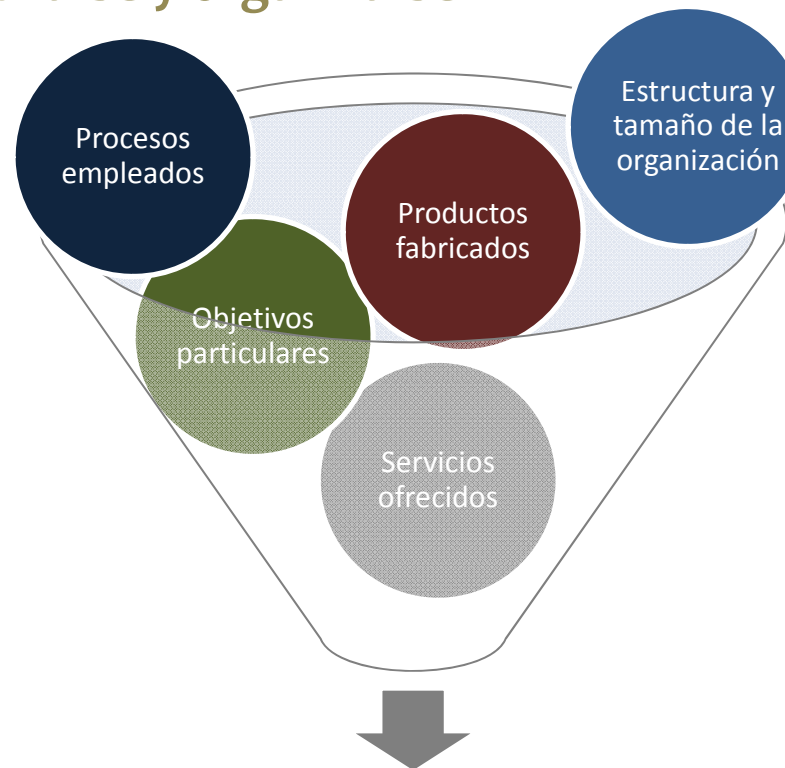 Procesos
empleados
Estructura y
tamaño de la
organización
Productos
fabricados
Objetivos
particulares
Servicios
ofrecidos